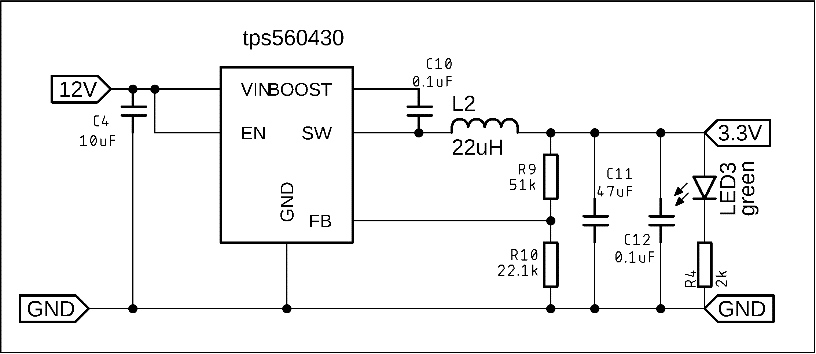 tps560430
12V
C4
10uF
VIN
BOOST
EN
SW
GND
FB
C10
0.1uF
L2
22uH
3.3V
R9
51k
C11
47uF
LED3
green
R10
22.1k
C12
0.1uF
R4
2k
GND
GND